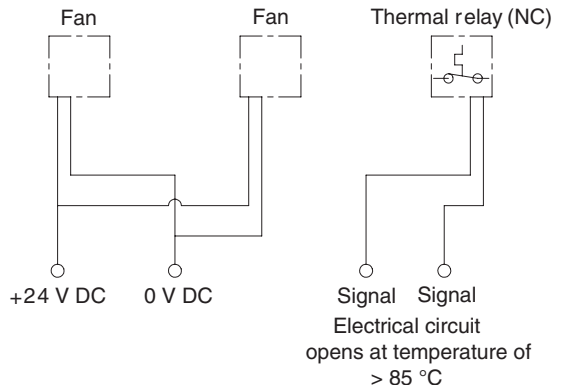 Fan
Fan
Thermal relay (NC)
+24 V DC
0 V DC
Signal
Signal
Electrical circuit
opens at temperature of
> 85 °C